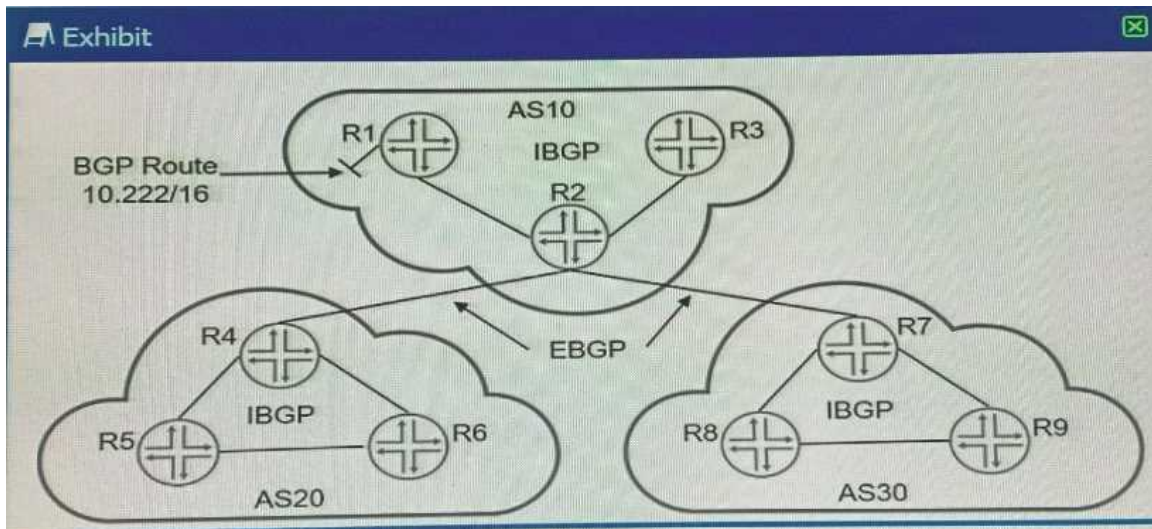 Exhibit
AS10
R1
R3
IBGP
BGP Route
10.222/16
R2
R4
R7
EBGP
IBGP
IBGP
R5
R6
R8
R9
AS20
AS30